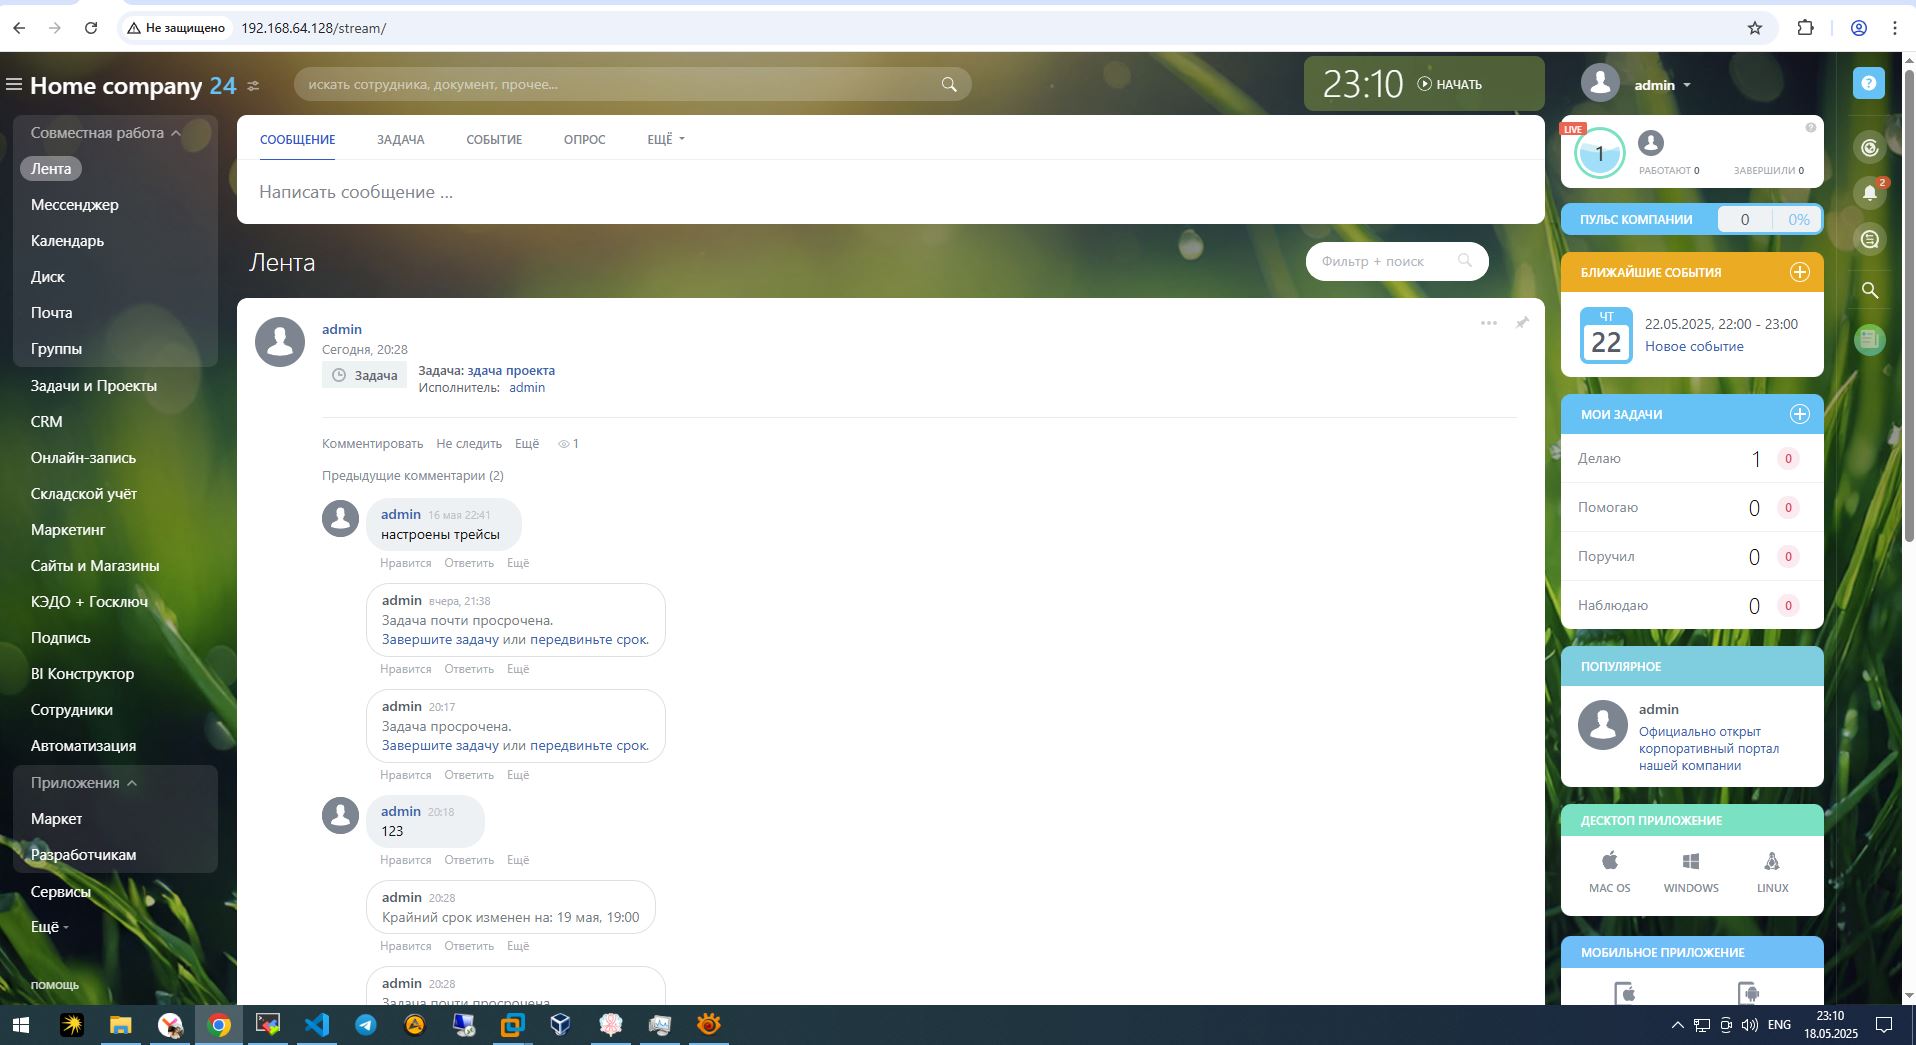 Не защищено
192.168.64.128/stream/
Home company 24
искать сотрудника, документ, прочее...
23:10
НАЧАТЬ
admin
Совместная работа
Лента
Мессенджер
Календарь
Диск
Почта
Группы
Задачи и Проекты
CRM
Онлайн-запись
Складской учёт
Маркетинг
Сайты и Магазины
КЭДО + Госключ
Подпись
BI Конструктор
Сотрудники
Автоматизация
Приложения
Маркет
Разработчикам
Сервисы
Ещё
ПОМОЩЬ
СООБЩЕНИЕ
ЗАДАЧА
СОБЫТИЕ
ОПРОС
ЕЩЁ
Написать сообщение ...
Лента
Фильтр + поиск
admin
Сегодня, 20:28
Задача
Задача: здача проекта
Исполнитель: admin
Комментировать Не следить Ещё 1
Предыдущие комментарии (2)
admin 16 мая 22:41
настроены трейсы
Нравится Ответить Ещё
admin вчера, 21:38
Задача почти просрочена.
Завершите задачу или передвиньте срок.
Нравится Ответить Ещё
admin 20:17
Задача просрочена.
Завершите задачу или передвиньте срок.
Нравится Ответить Ещё
admin 20:18
123
Нравится Ответить Ещё
admin 20:28
Крайний срок изменен на: 19 мая, 19:00
Нравится Ответить Ещё
admin 20:28
Задача почти просрочена.
LIVE
1
РАБОТАЮТ 0
ЗАВЕРШИЛИ 0
ПУЛЬС КОМПАНИИ
0
0%
БЛИЖАЙШИЕ СОБЫТИЯ
ЧТ
22
22.05.2025, 22:00 - 23:00
Новое событие
МОИ ЗАДАЧИ
Делаю 1 0
Помогаю 0 0
Поручил 0 0
Наблюдаю 0 0
ПОПУЛЯРНОЕ
admin
Официально открыт
корпоративный портал
нашей компании
ДЕСКТОП ПРИЛОЖЕНИЕ
MAC OS
WINDOWS
LINUX
МОБИЛЬНОЕ ПРИЛОЖЕНИЕ
?
2
ENG
23:10
18.05.2025